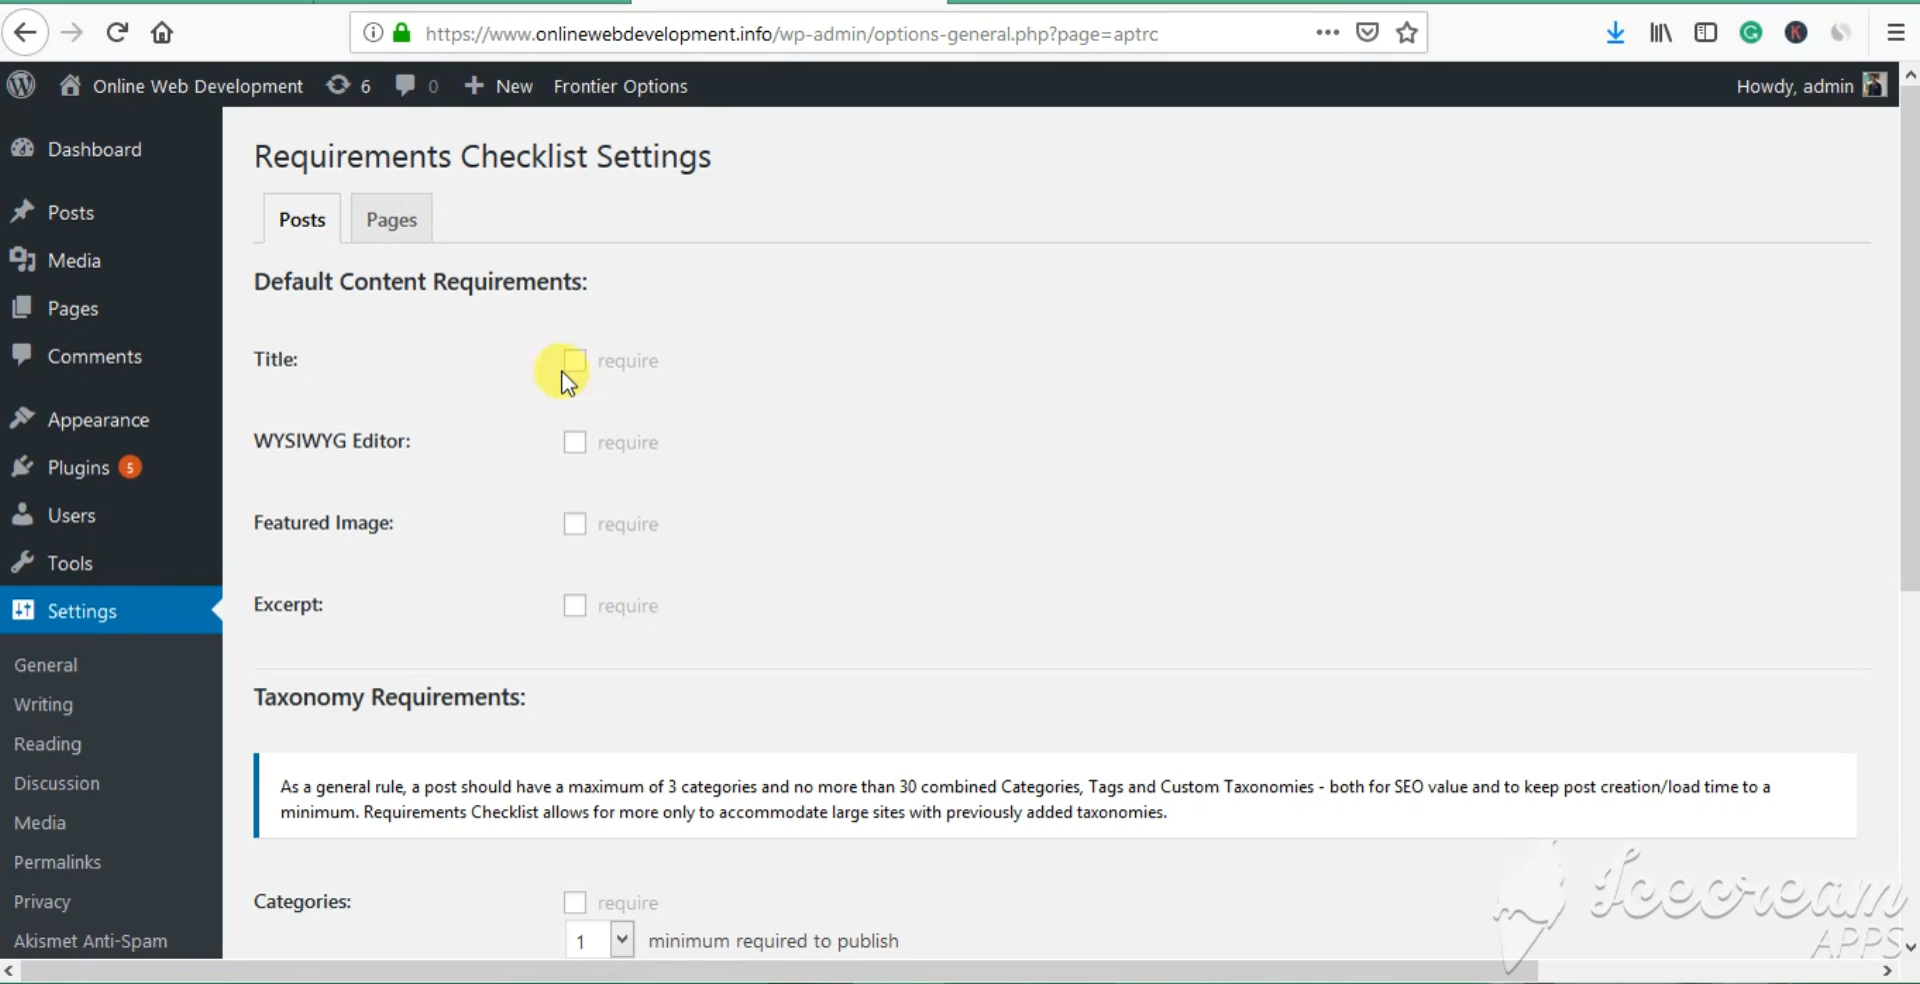 https://www.onlinewebdevelopment.info/wp-admin/options-general.php?page=aptrc
Online Web Development 6 0 New Frontier Options Howdy, admin
Dashboard
Posts
Media
Pages
Comments
Appearance
Plugins 5
Users
Tools
Settings
General
Writing
Reading
Discussion
Media
Permalinks
Privacy
Akismet Anti-Spam
Requirements Checklist Settings
Posts Pages
Default Content Requirements:
Title: require
WYSIWYG Editor: require
Featured Image: require
Excerpt: require
Taxonomy Requirements:
As a general rule, a post should have a maximum of 3 categories and no more than 30 combined Categories, Tags and Custom Taxonomies - both for SEO value and to keep post creation/load time to a
minimum. Requirements Checklist allows for more only to accommodate large sites with previously added taxonomies.
Categories: require
1 minimum required to publish
Icecream
APPS